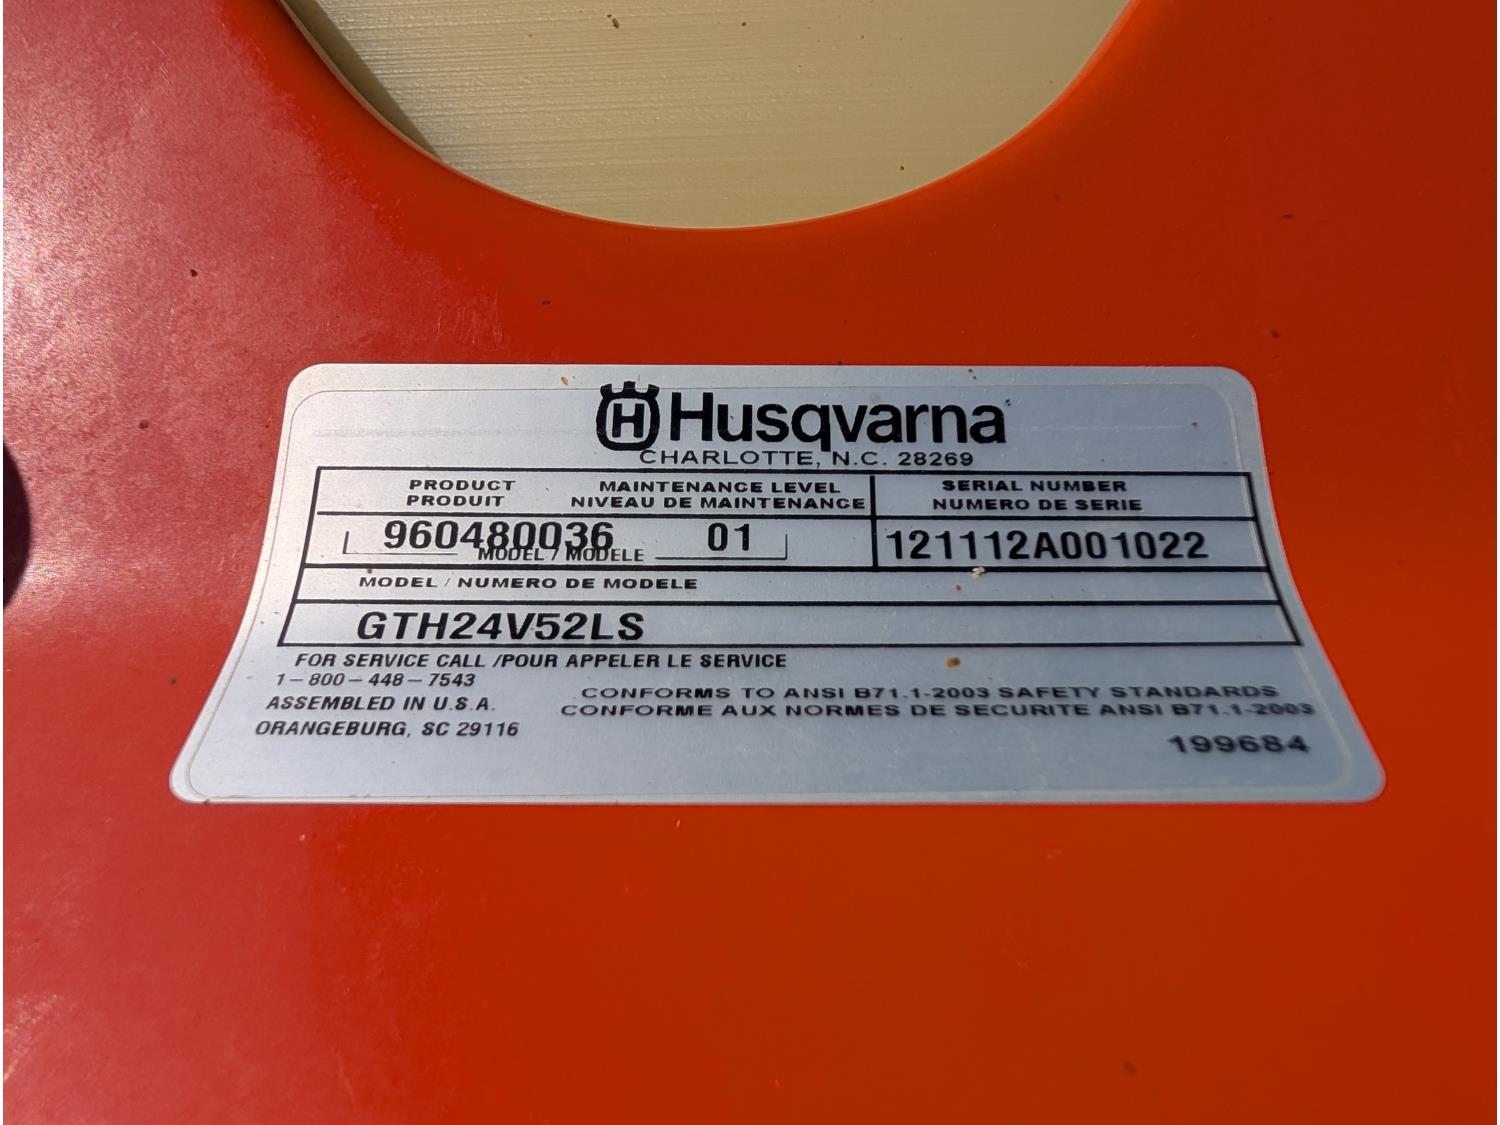 H Husqvarna
CHARLOTTE, N.C. 28269
PRODUCT MAINTENANCE LEVEL SERIAL NUMBER
PRODUIT NIVEAU DE MAINTENANCE NUMERO DE SERIE
960480036 01 121112A001022
MODEL / MODELE
MODEL / NUMERO DE MODELE
GTH24V52LS
FOR SERVICE CALL /POUR APPELER LE SERVICE
1-800-448-7543
ASSEMBLED IN U.S.A.
ORANGEBURG, SC 29116
CONFORMS TO ANSI B71.1-2003 SAFETY STANDARDS
CONFORME AUX NORMES DE SECURITE ANSI B71.1-2003
199684